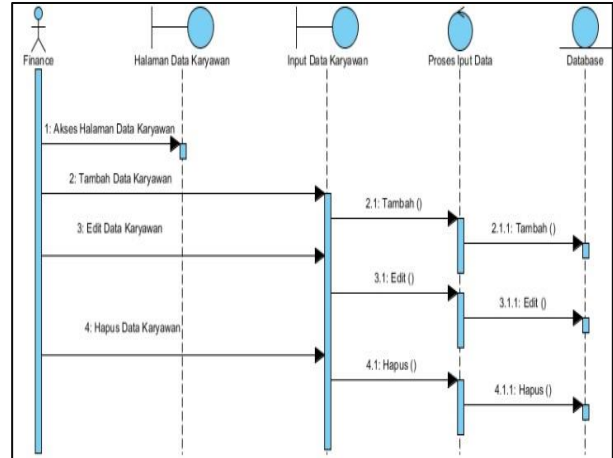 Finance
Halaman Data Karyawan
Input Data Karyawan
Proses Iput Data
Database
1: Akses Halaman Data Karyawan
2: Tambah Data Karyawan
2.1: Tambah ()
2.1.1: Tambah ()
3: Edit Data Karyawan
3.1: Edit ()
3.1.1: Edit ()
4: Hapus Data Karyawan
4.1: Hapus ()
4.1.1: Hapus ()